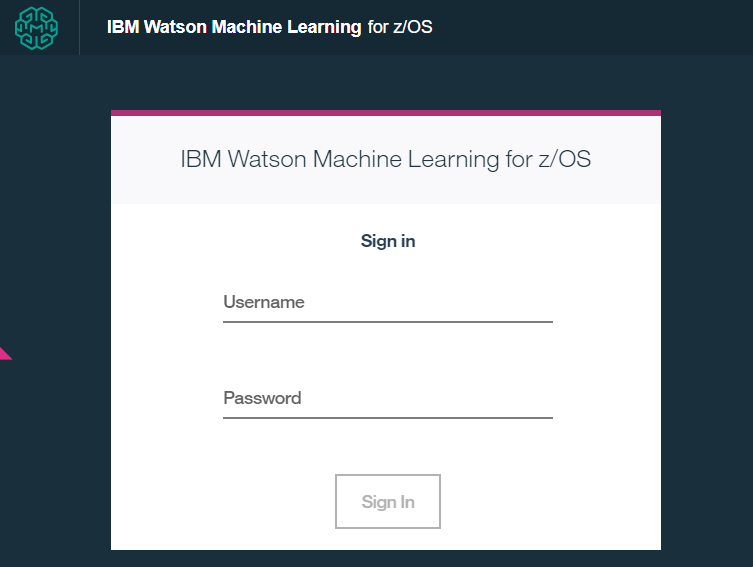 IBM Watson Machine Learning for z/OS
IBM Watson Machine Learning for z/OS
Sign in
Username
Password
Sign In